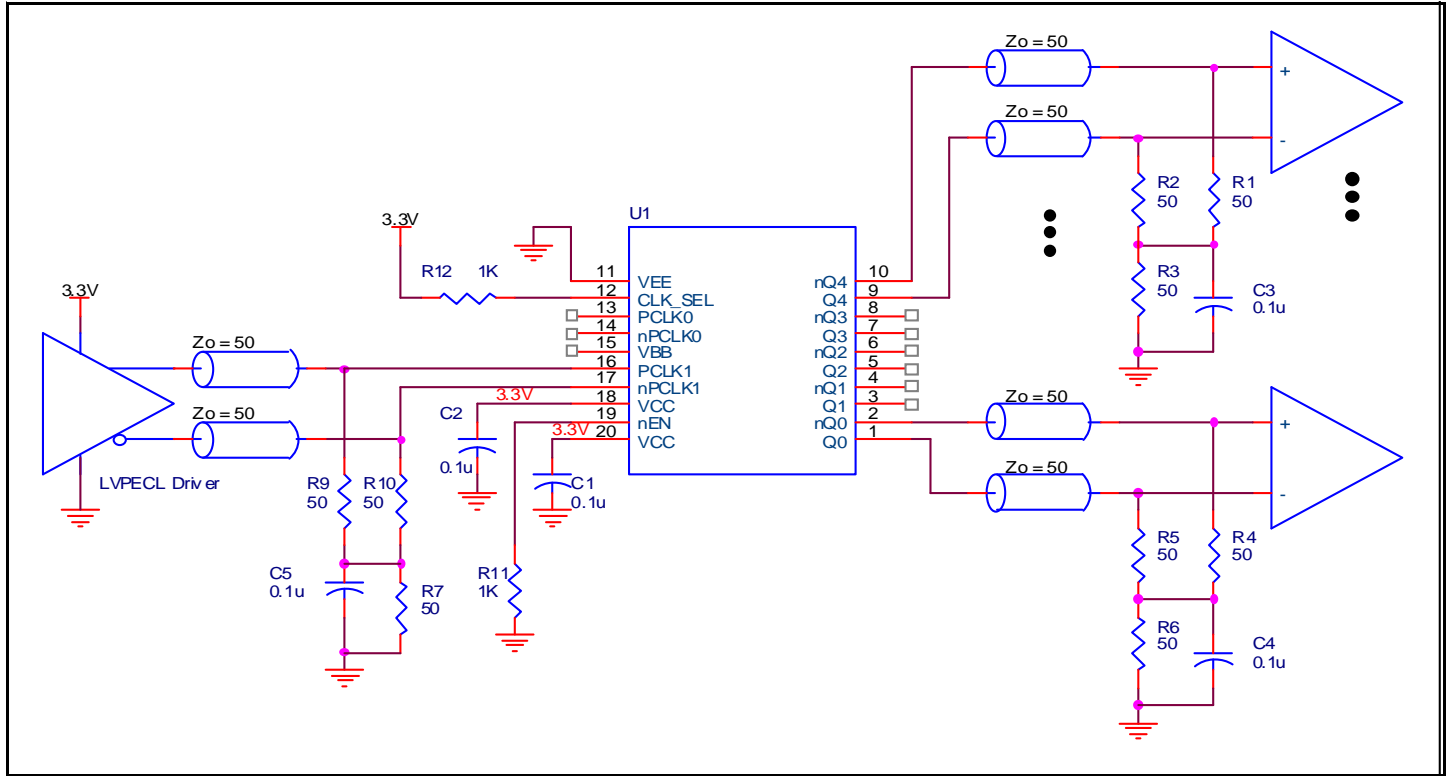 Zo = 50
+
Zo = 50
-
R2
50
R1
50
R3
50
C3
0.1u
3.3V
R12 1K
U1
11 VEE
12 CLK_SEL
13 PCLK0
14 nPCLK0
15 VBB
16 PCLK1
17 nPCLK1
18 VCC
19 nEN
20 VCC
nQ4 10
Q4 9
nQ3 8
Q3 7
nQ2 6
Q2 5
nQ1 4
Q1 3
nQ0 2
Q0 1
3.3V
Zo = 50
Zo = 50
LVPECL Driver
3.3V
3.3V
C2
0.1u
C1
0.1u
R9
50
R10
50
C5
0.1u
R7
50
R11
1K
Zo = 50
+
Zo = 50
-
R5
50
R4
50
R6
50
C4
0.1u